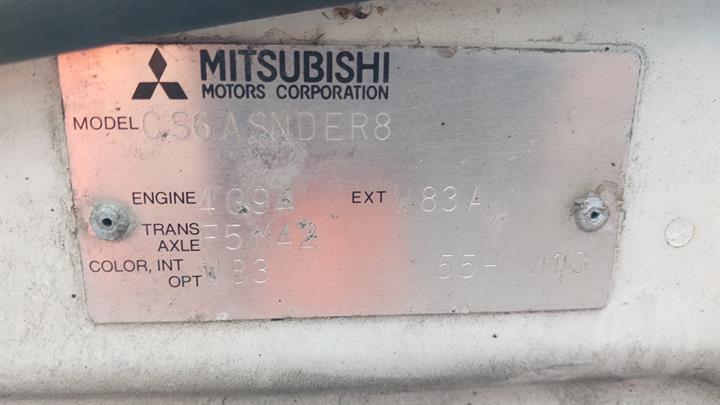 MITSUBISHI
MOTORS CORPORATION
MODEL CS6ASNDER8
ENGINE 4G94 EXT W83A
TRANS AXLE F5M42
COLOR, INT OPT W83 55H